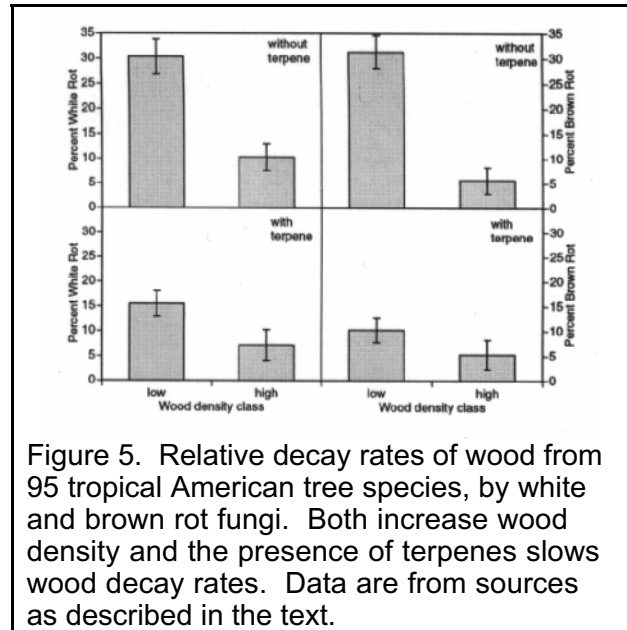 without
terpene
without
terpene
Percent White Rot
35
30
25
20
15
10
5
0
35
30
25
20
15
10
5
0
Percent Brown Rot
with
terpene
with
terpene
Percent White Rot
30
25
20
15
10
5
0
30
25
20
15
10
5
0
Percent Brown Rot
low high low high
Wood density class Wood density class
Figure 5. Relative decay rates of wood from
95 tropical American tree species, by white
and brown rot fungi. Both increase wood
density and the presence of terpenes slows
wood decay rates. Data are from sources
as described in the text.